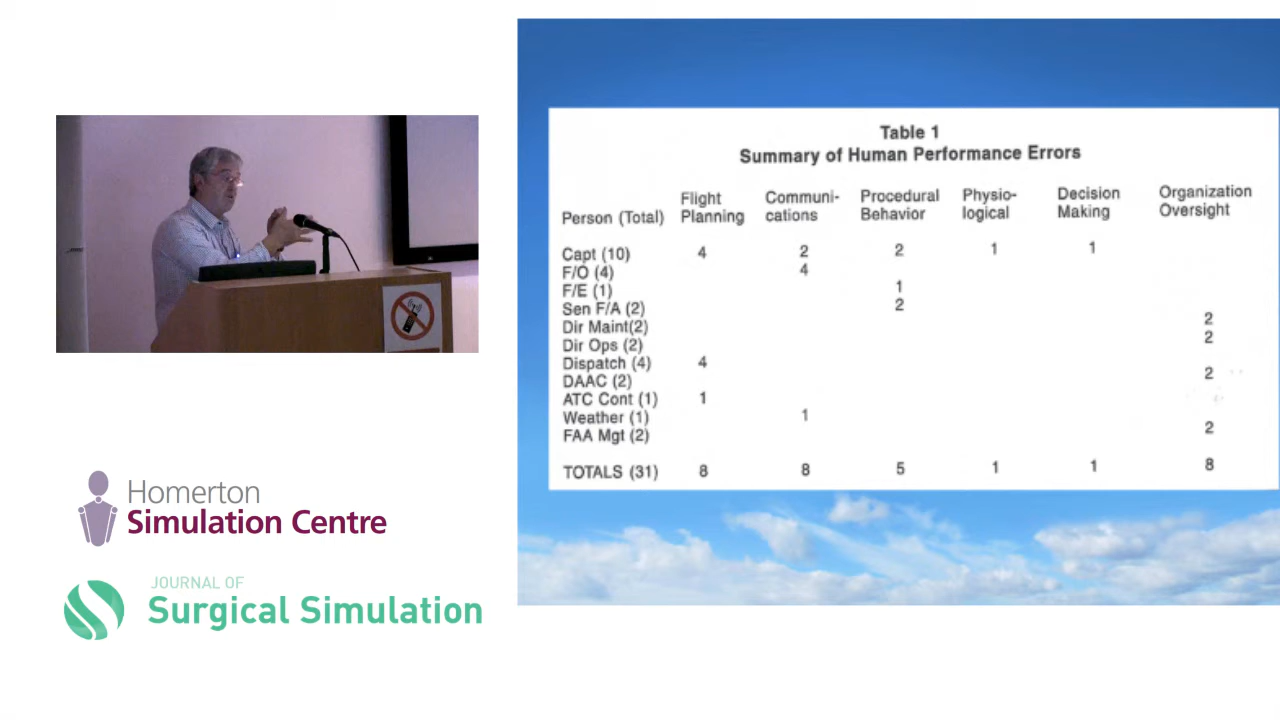 Table 1
Summary of Human Performance Errors
Person (Total) Flight Planning Communi-cations Procedural Behavior Physio-logical Decision Making Organization Oversight
Capt (10) 4 2 2 1 1
F/O (4) 4
F/E (1) 1
Sen F/A (2) 2
Dir Maint(2) 2
Dir Ops (2) 2
Dispatch (4) 4
DAAC (2) 2
ATC Cont (1) 1
Weather (1) 1
FAA Mgt (2) 2
TOTALS (31) 8 8 5 1 1 8
Homerton
Simulation Centre
JOURNAL OF
Surgical Simulation